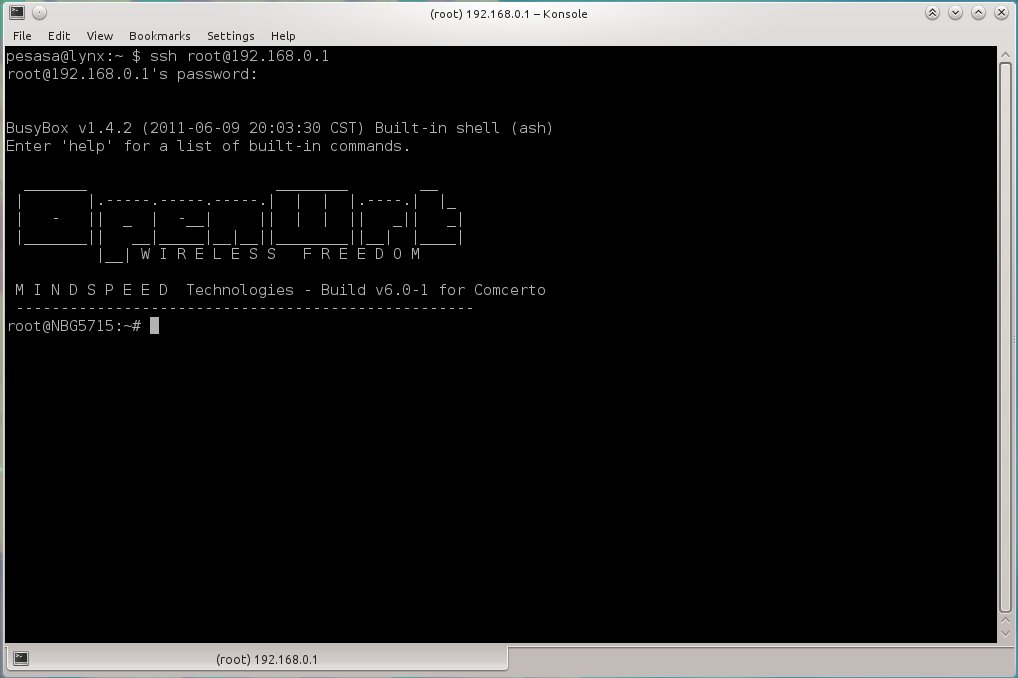 (root) 192.168.0.1 – Konsole
File Edit View Bookmarks Settings Help
pesasa@lynx:~ $ ssh root@192.168.0.1
root@192.168.0.1's password:
BusyBox v1.4.2 (2011-06-09 20:03:30 CST) Built-in shell (ash)
Enter 'help' for a list of built-in commands.
OpenWrt
W I R E L E S S   F R E E D O M
M I N D S P E E D  Technologies - Build v6.0-1 for Comcerto
---------------------------------------------------
root@NBG5715:~#
(root) 192.168.0.1